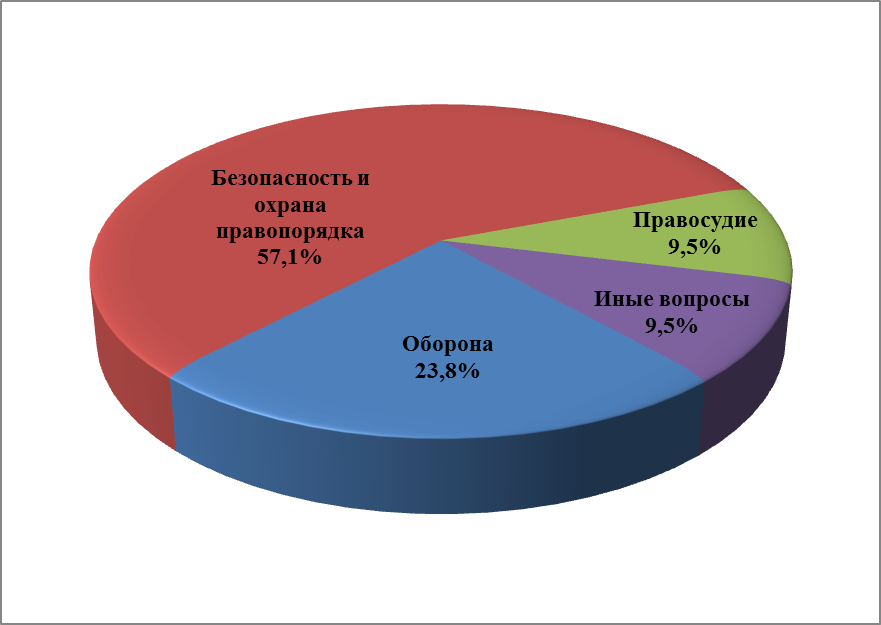 Безопасность и
охрана
правопорядка
57,1%
Правосудие
9,5%
Иные вопросы
9,5%
Оборона
23,8%